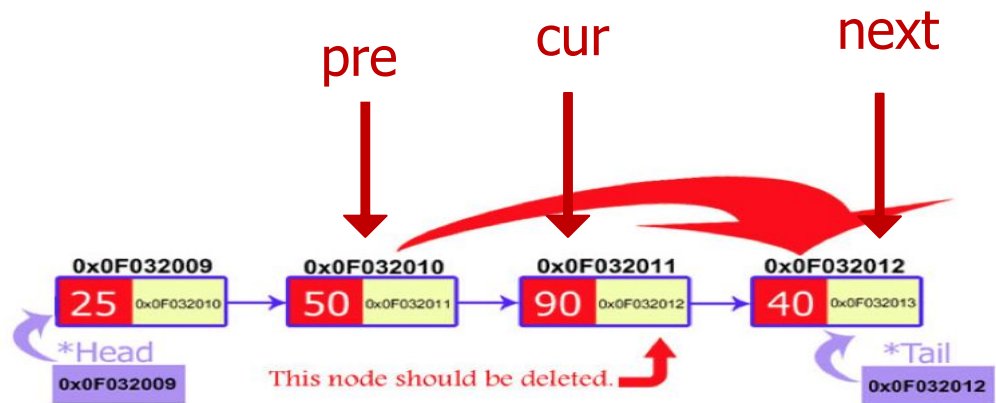 pre
cur
next
0x0F032009
0x0F032010
0x0F032011
0x0F032012
25 0x0F032010
50 0x0F032011
90 0x0F032012
40 0x0F032013
*Head
*Tail
0x0F032009
This node should be deleted.
0x0F032012